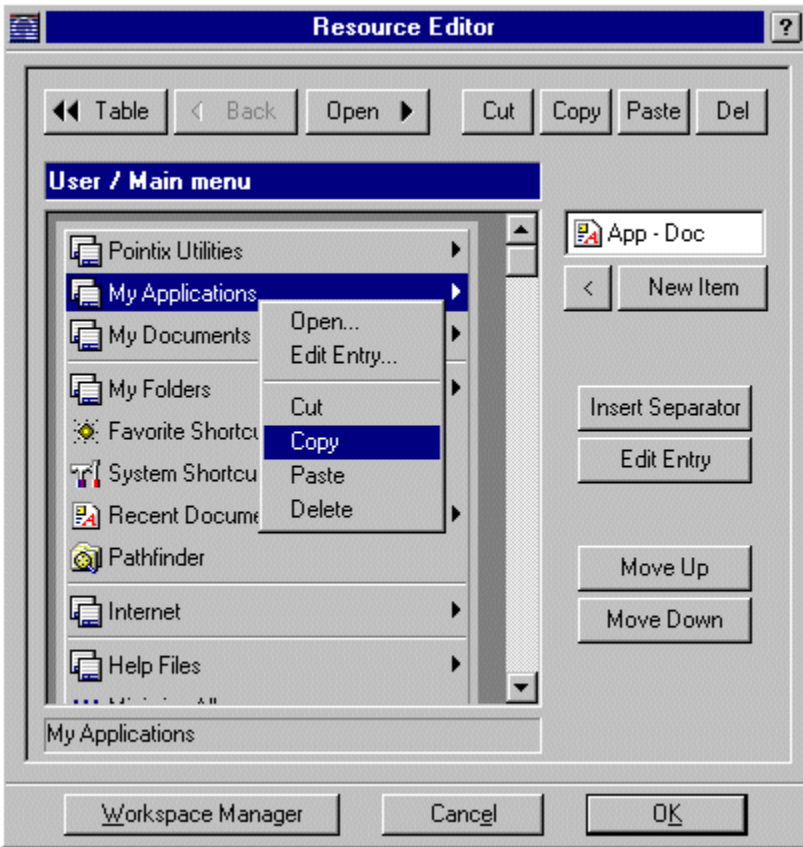 Resource Editor ?
Table < Back Open Cut Copy Paste Del
User / Main menu
App - Doc
< New Item
Pointix Utilities
My Applications
My Documents
My Folders
Favorite Shortcu
System Shortcu
Recent Docume
Pathfinder
Internet
Help Files
Open...
Edit Entry...
Cut
Copy
Paste
Delete
Insert Separator
Edit Entry
Move Up
Move Down
My Applications
Workspace Manager Cancel OK